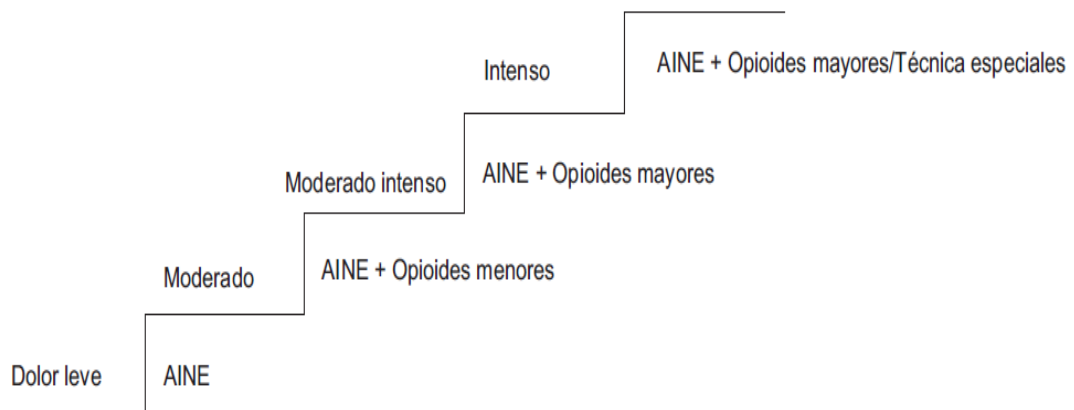 Intenso
AINE + Opioides mayores/Técnica especiales
Moderado intenso
AINE + Opioides mayores
Moderado
AINE + Opioides menores
Dolor leve
AINE